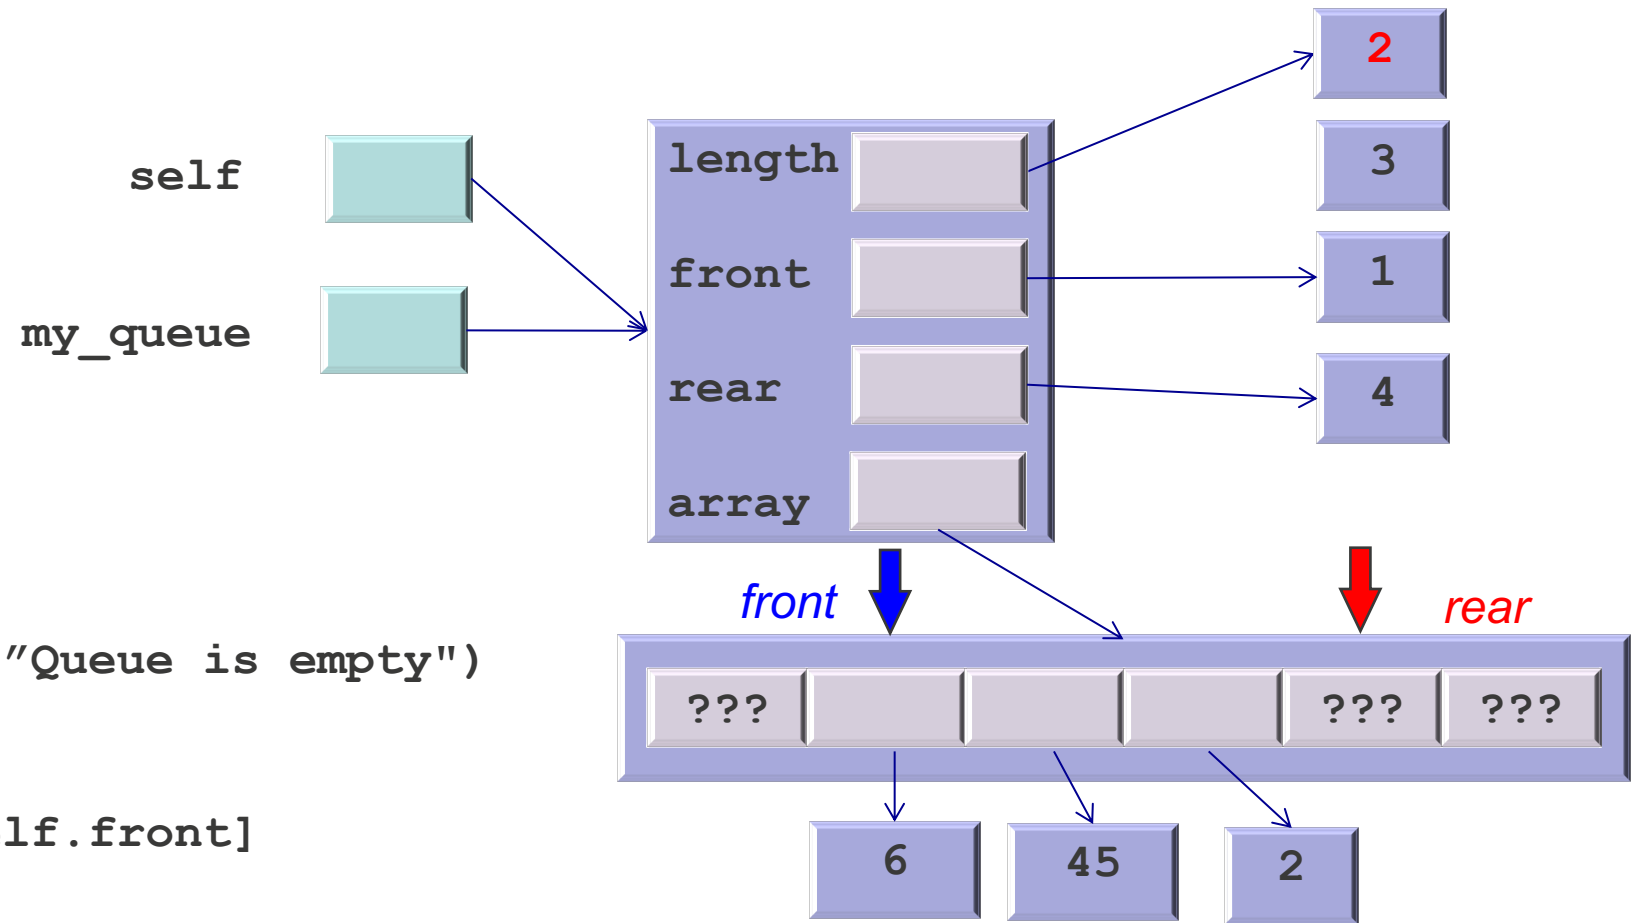 2
self
length
3
front
1
my_queue
rear
4
array
front
rear
″Queue is empty")
???
???
???
lf.front]
6
45
2